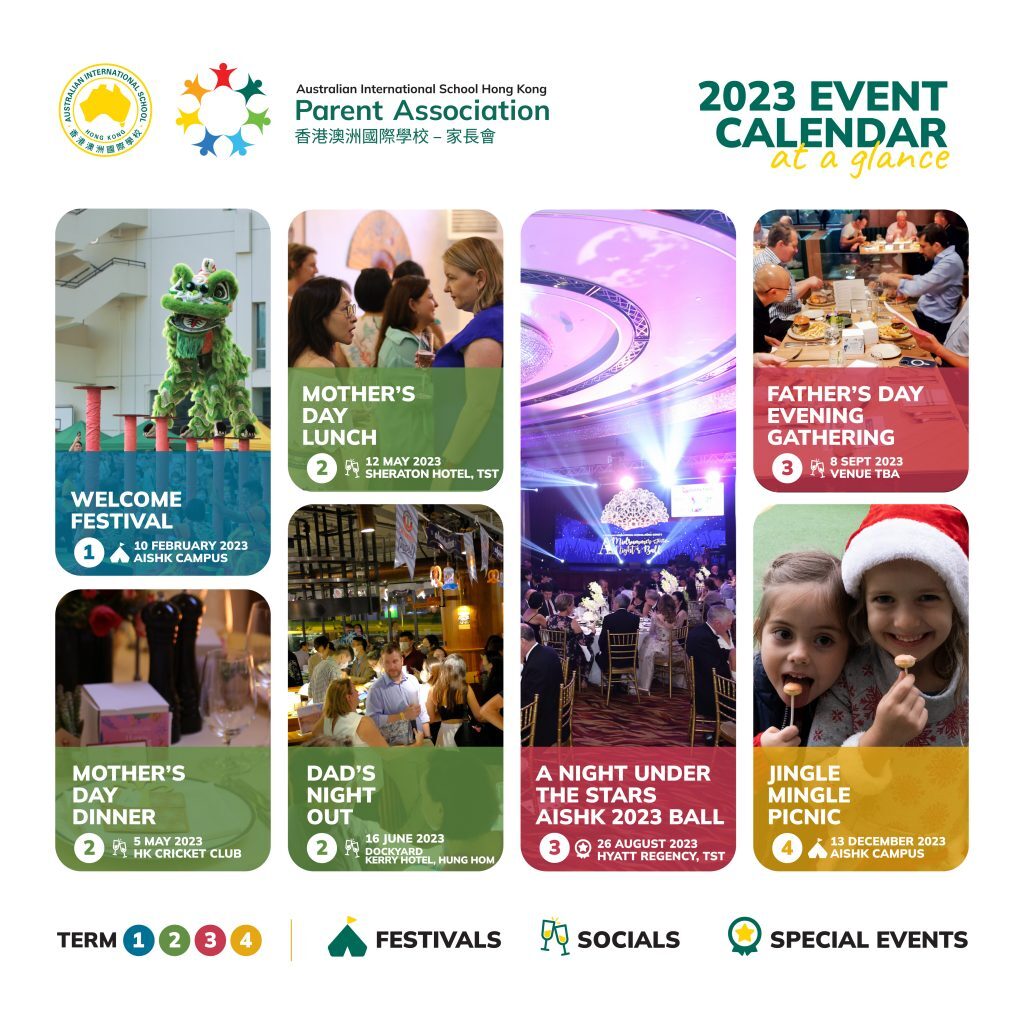 AUSTRALIAN INTERNATIONAL SCHOOL
HONG KONG
香港澳洲國際學校
Australian International School Hong Kong
Parent Association
香港澳洲國際學校 – 家長會
2023 EVENT
CALENDAR
at a glance
WELCOME
FESTIVAL
1 10 FEBRUARY 2023
AISHK CAMPUS
MOTHER'S
DAY
DINNER
2 5 MAY 2023
HK CRICKET CLUB
MOTHER'S
DAY
LUNCH
2 12 MAY 2023
SHERATON HOTEL, TST
DAD'S
NIGHT
OUT
2 16 JUNE 2023
DOCKYARD
KERRY HOTEL, HUNG HOM
A Midsummer
Night's Ball
A NIGHT UNDER
THE STARS
AISHK 2023 BALL
3 26 AUGUST 2023
HYATT REGENCY, TST
FATHER'S DAY
EVENING
GATHERING
3 8 SEPT 2023
VENUE TBA
JINGLE
MINGLE
PICNIC
4 13 DECEMBER 2023
AISHK CAMPUS
TERM 1 2 3 4 FESTIVALS SOCIALS SPECIAL EVENTS